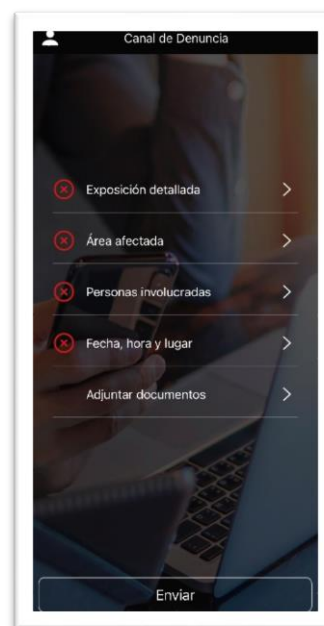 Canal de Denuncia
Exposición detallada
Área afectada
Personas involucradas
Fecha, hora y lugar
Adjuntar documentos
Enviar